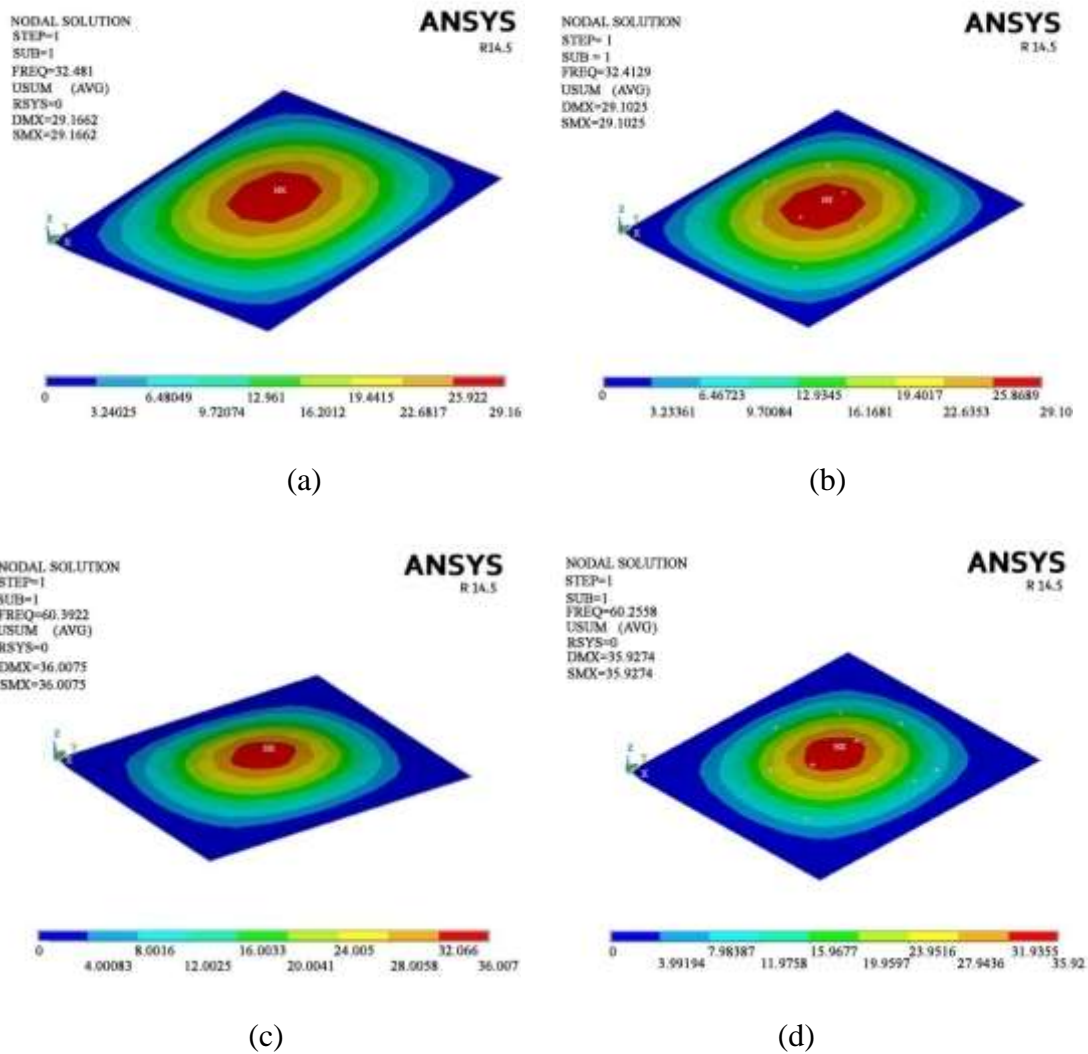 NODAL SOLUTION
STEP=1
SUB=1
FREQ=32.481
USUM (AVG)
RSYS=0
DMX=29.1662
SMX=29.1662
ANSYS
R14.5
MX
Z
Y
X
0
3.24025
6.48049
9.72074
12.961
16.2012
19.4415
22.6817
25.922
29.16
(a)
NODAL SOLUTION
STEP= 1
SUB = 1
FREQ=32.4129
USUM (AVG)
RSYS=0
DMX=29.1025
SMX=29.1025
ANSYS
R 14.5
MX
Z
Y
X
0
3.23361
6.46723
9.70084
12.9345
16.1681
19.4017
22.6353
25.8689
29.10
(b)
NODAL SOLUTION
STEP=1
SUB=1
FREQ=60.3922
USUM (AVG)
RSYS=0
DMX=36.0075
SMX=36.0075
ANSYS
R 14.5
MX
Z
Y
X
0
4.00083
8.0016
12.0025
16.0033
20.0041
24.005
28.0058
32.066
36.007
(c)
NODAL SOLUTION
STEP=1
SUB=1
FREQ=60.2558
USUM (AVG)
RSYS=0
DMX=35.9274
SMX=35.9274
ANSYS
R 14.5
MX
Z
Y
X
0
3.99194
7.98387
11.9758
15.9677
19.9597
23.9516
27.9436
31.9355
35.92
(d)